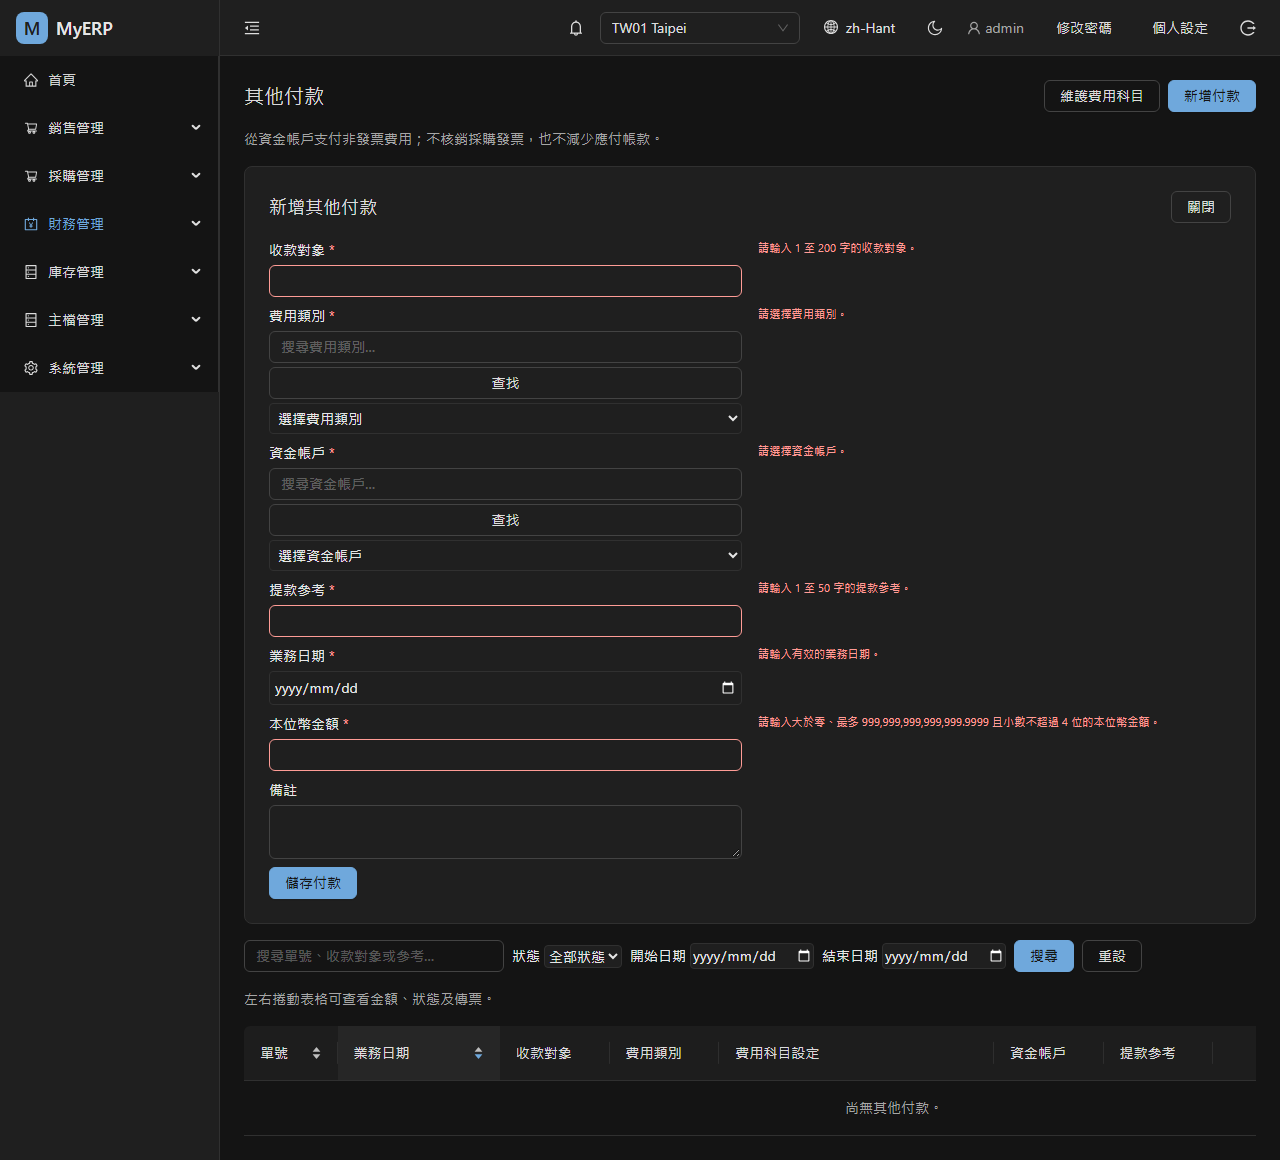 M MyERP
TW01 Taipei
zh-Hant
admin
修改密碼
個人設定
首頁
銷售管理
採購管理
財務管理
庫存管理
主檔管理
系統管理
其他付款
維護費用科目
新增付款
從資金帳戶支付非發票費用；不核銷採購發票，也不減少應付帳款。
新增其他付款
關閉
收款對象 *
請輸入 1 至 200 字的收款對象。
費用類別 *
請選擇費用類別。
搜尋費用類別...
查找
選擇費用類別
資金帳戶 *
請選擇資金帳戶。
搜尋資金帳戶...
查找
選擇資金帳戶
提款參考 *
請輸入 1 至 50 字的提款參考。
業務日期 *
請輸入有效的業務日期。
yyyy/mm/dd
本位幣金額 *
請輸入大於零、最多 999,999,999,999,999.9999 且小數不超過 4 位的本位幣金額。
備註
儲存付款
搜尋單號、收款對象或參考... 狀態 全部狀態 開始日期 yyyy/mm/dd 結束日期 yyyy/mm/dd 搜尋 重設
左右捲動表格可查看金額、狀態及傳票。
單號 業務日期 收款對象 費用類別 費用科目設定 資金帳戶 提款參考
尚無其他付款。